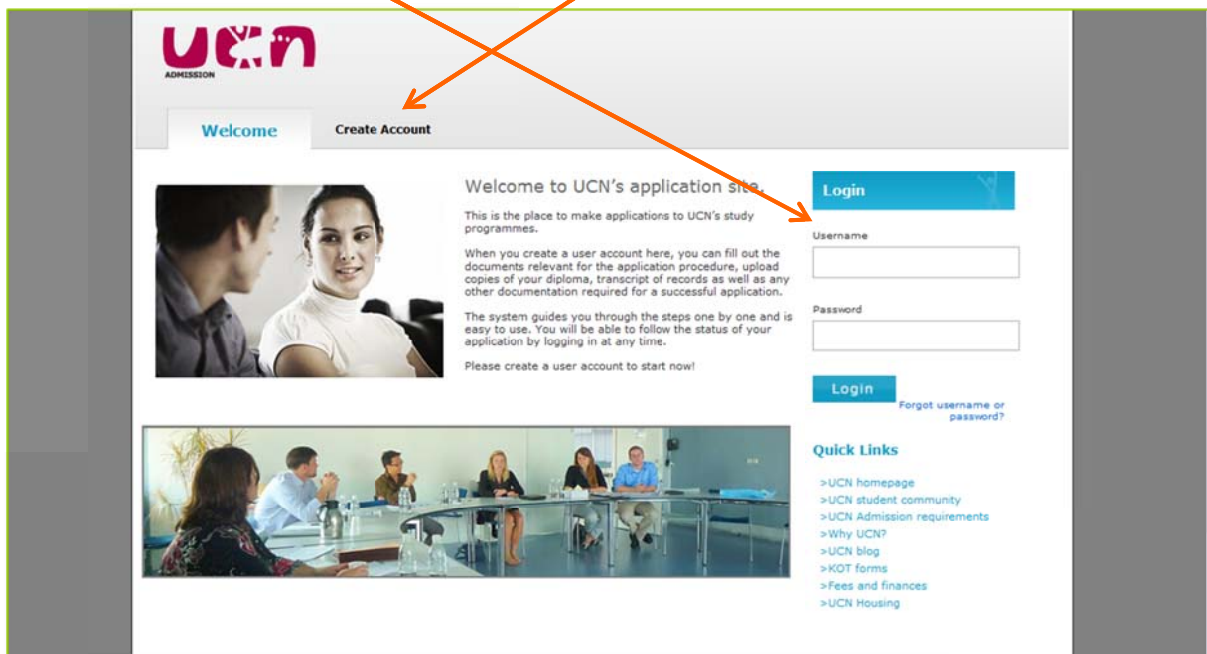 ucn
ADMISSION
Welcome
Create Account
Welcome to UCN's application site.
This is the place to make applications to UCN's study
programmes.
When you create a user account here, you can fill out the
documents relevant for the application procedure, upload
copies of your diploma, transcript of records as well as any
other documentation required for a successful application.
The system guides you through the steps one by one and is
easy to use. You will be able to follow the status of your
application by logging in at any time.
Please create a user account to start now!
Login
Username
Password
Login
Forgot username or
password?
Quick Links
>UCN homepage
>UCN student community
>UCN Admission requirements
>Why UCN?
>UCN blog
>KOT forms
>Fees and finances
>UCN Housing